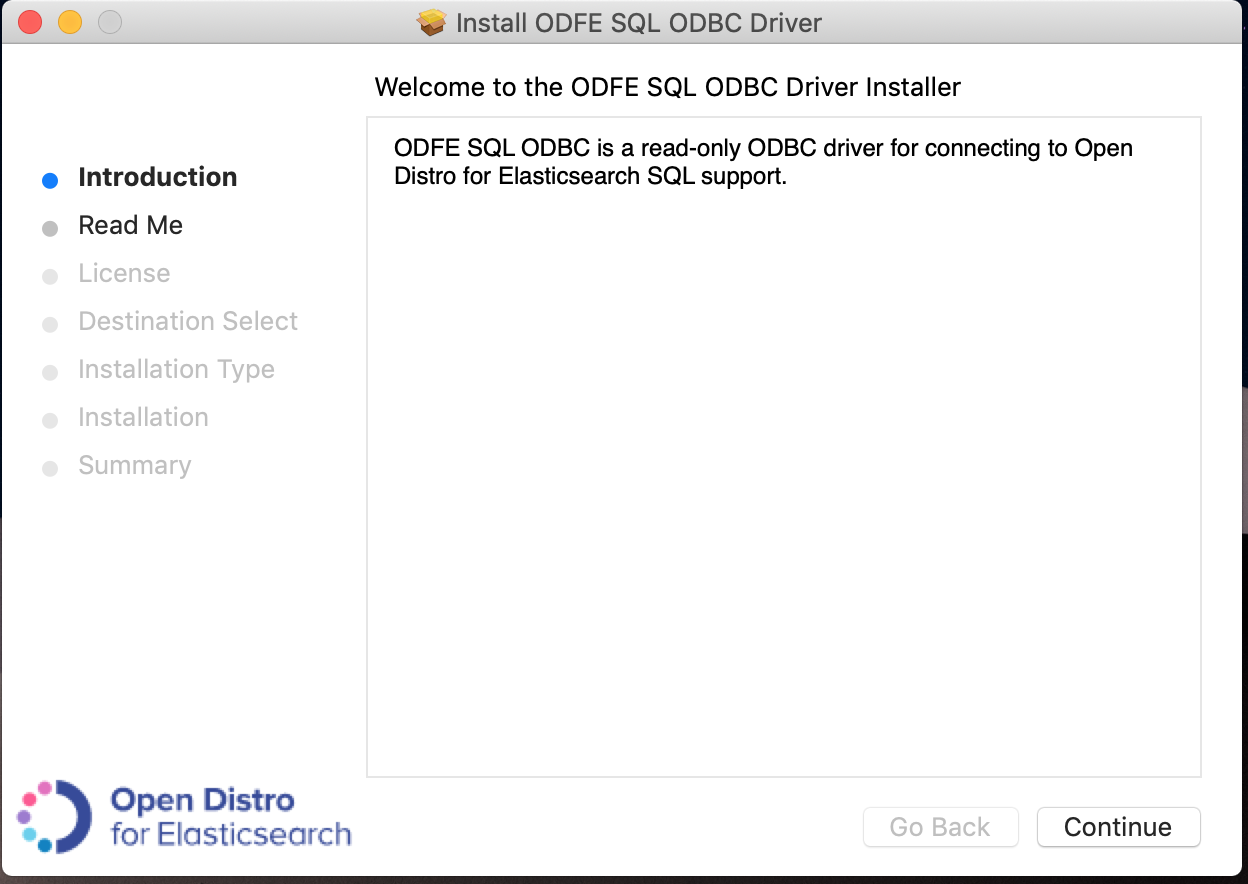 Install ODFE SQL ODBC Driver
Welcome to the ODFE SQL ODBC Driver Installer
Introduction
Read Me
License
Destination Select
Installation Type
Installation
Summary
ODFE SQL ODBC is a read-only ODBC driver for connecting to Open
Distro for Elasticsearch SQL support.
Open Distro
for Elasticsearch
Go Back
Continue